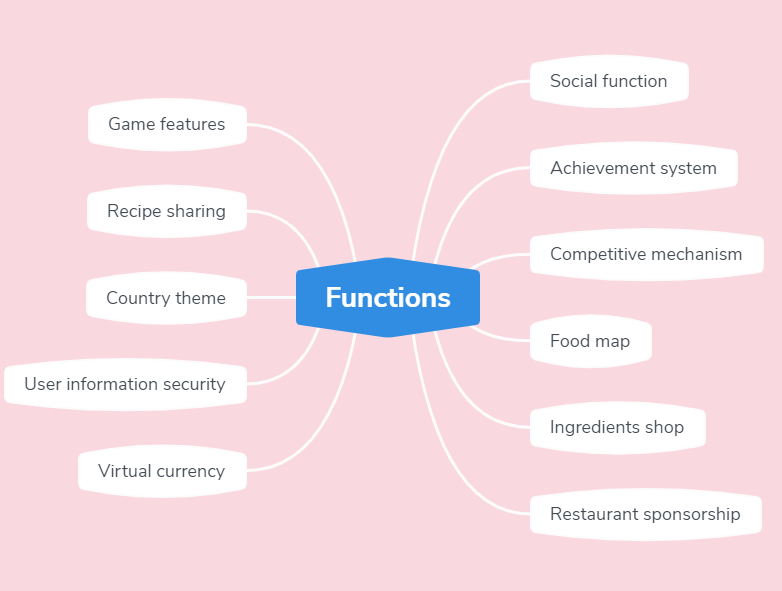 Functions
Social function
Achievement system
Competitive mechanism
Food map
Ingredients shop
Restaurant sponsorship
Game features
Recipe sharing
Country theme
User information security
Virtual currency